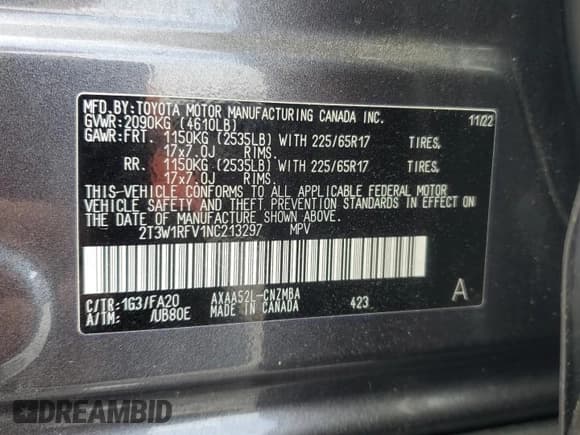 MFD.BY:TOYOTA MOTOR MANUFACTURING CANADA INC.
GVWR:2090KG (4610LB) 11/22
GAWR:FRT. 1150KG (2535LB) WITH 225/65R17 TIRES,
17x7.0J RIMS.
RR. 1150KG (2535LB) WITH 225/65R17 TIRES,
17x7.0J RIMS.
THIS-VEHICLE CONFORMS TO ALL APPLICABLE FEDERAL MOTOR
VEHICLE SAFETY AND THEFT PREVENTION STANDARDS IN EFFECT ON
THE DATE OF MANUFACTURE SHOWN ABOVE.
2T3W1RFV1NC213297 MPV
C/TR:1G3/FA20 AXAA52L-CNZMBA 423 A
A/TM: /UB80E MADE IN CANADA
DREAMBID